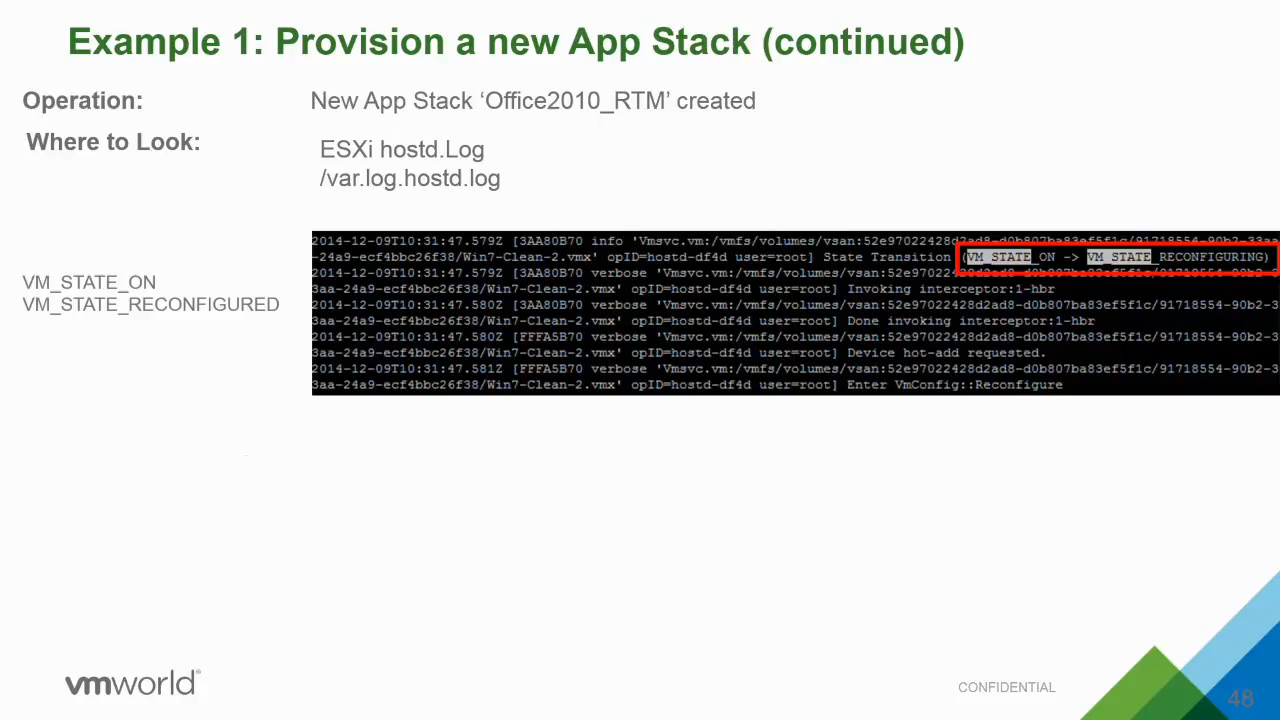 Example 1: Provision a new App Stack (continued)
Operation:
New App Stack ‘Office2010_RTM’ created
Where to Look:
ESXi hostd.Log
/var.log.hostd.log
VM_STATE_ON
VM_STATE_RECONFIGURED
2014-12-09T10:31:47.579Z [3AA80B70 info 'Vmsvc.vm:/vmfs/volumes/vsan:52e97022428d2ad8-d0b807ba83ef5f1c/91718554-90b2-33aa
-24a9-ecf4bbc26f38/Win7-Clean-2.vmx' opID=hostd-df4d user=root] State Transition (VM_STATE_ON -> VM_STATE_RECONFIGURING)
2014-12-09T10:31:47.579Z [3AA80B70 verbose 'Vmsvc.vm:/vmfs/volumes/vsan:52e97022428d2ad8-d0b807ba83ef5f1c/91718554-90b2-3
3aa-24a9-ecf4bbc26f38/Win7-Clean-2.vmx' opID=hostd-df4d user=root] Invoking interceptor:1-hbr
2014-12-09T10:31:47.580Z [3AA80B70 verbose 'Vmsvc.vm:/vmfs/volumes/vsan:52e97022428d2ad8-d0b807ba83ef5f1c/91718554-90b2-3
3aa-24a9-ecf4bbc26f38/Win7-Clean-2.vmx' opID=hostd-df4d user=root] Done invoking interceptor:1-hbr
2014-12-09T10:31:47.580Z [FFFA5B70 verbose 'Vmsvc.vm:/vmfs/volumes/vsan:52e97022428d2ad8-d0b807ba83ef5f1c/91718554-90b2-3
3aa-24a9-ecf4bbc26f38/Win7-Clean-2.vmx' opID=hostd-df4d user=root] Device hot-add requested.
2014-12-09T10:31:47.581Z [FFFA5B70 verbose 'Vmsvc.vm:/vmfs/volumes/vsan:52e97022428d2ad8-d0b807ba83ef5f1c/91718554-90b2-3
3aa-24a9-ecf4bbc26f38/Win7-Clean-2.vmx' opID=hostd-df4d user=root] Enter VmConfig::Reconfigure
vmworld®
CONFIDENTIAL
48